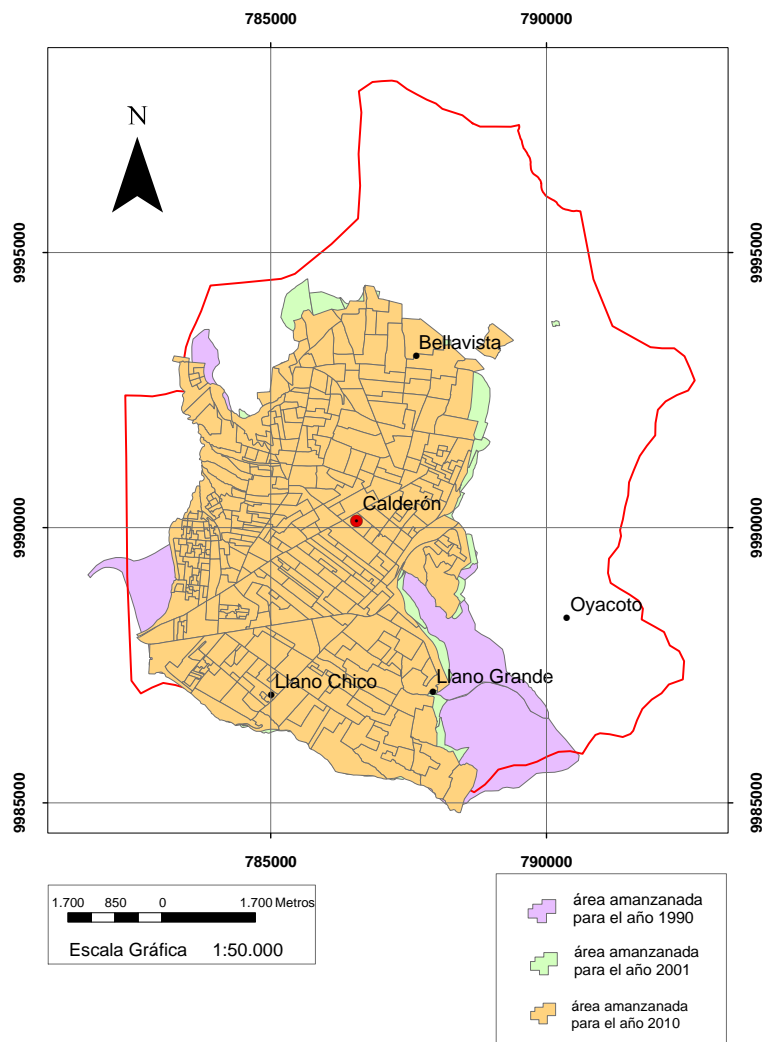 785000 790000
N
9995000 9995000
Bellavista
Calderón
9990000 9990000
Oyacoto
Llano Chico
Llano Grande
9985000 9985000
785000 790000
1.700 850 0 1.700 Metros
Escala Gráfica 1:50.000
área amanzanada
para el año 1990
área amanzanada
para el año 2001
área amanzanada
para el año 2010